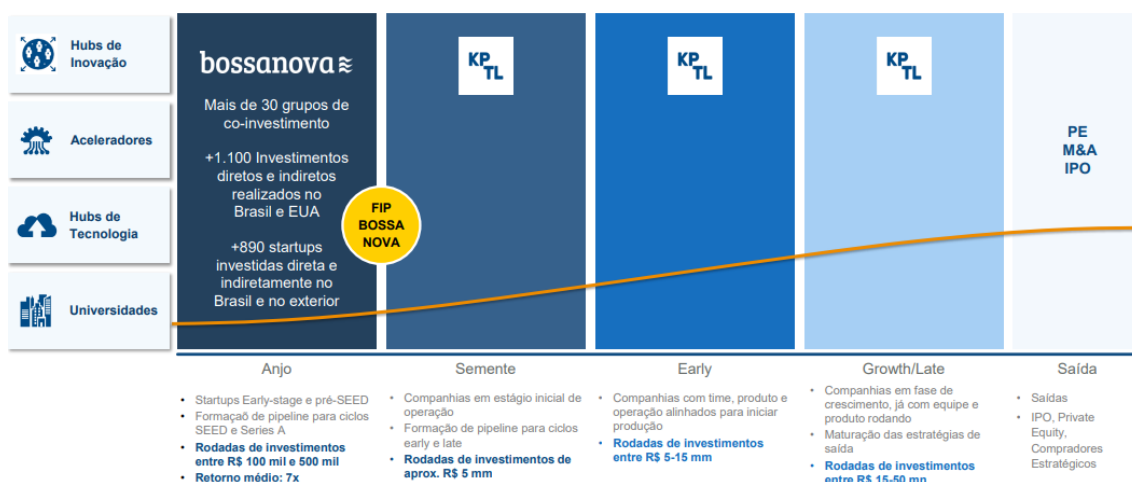 Hubs de
Inovação
Aceleradores
Hubs de
Tecnologia
Universidades
bossanova
Mais de 30 grupos de
co-investimento
+1.100 Investimentos
diretos e indiretos
realizados no
Brasil e EUA
+890 startups
investidas direta e
indiretamente no
Brasil e no exterior
FIP
BOSSA
NOVA
KP
TL
KP
TL
KP
TL
PE
M&A
IPO
Anjo
• Startups Early-stage e pré-SEED
• Formaçaõ de pipeline para ciclos
SEED e Series A
• Rodadas de investimentos
entre R$ 100 mil e 500 mil
• Retorno médio: 7x
Semente
• Companhias em estágio inicial de
operação
• Formação de pipeline para ciclos
early e late
• Rodadas de investimentos de
aprox. R$ 5 mm
Early
• Companhias com time, produto e
operação alinhados para iniciar
produção
• Rodadas de investimentos
entre R$ 5-15 mm
Growth/Late
• Companhias em fase de
crescimento, já com equipe e
produto rodando
• Maturação das estratégias de
saída
• Rodadas de investimentos
entre R$ 15-50 mn
Saída
• Saídas
• IPO, Private
Equity,
Compradores
Estratégicos